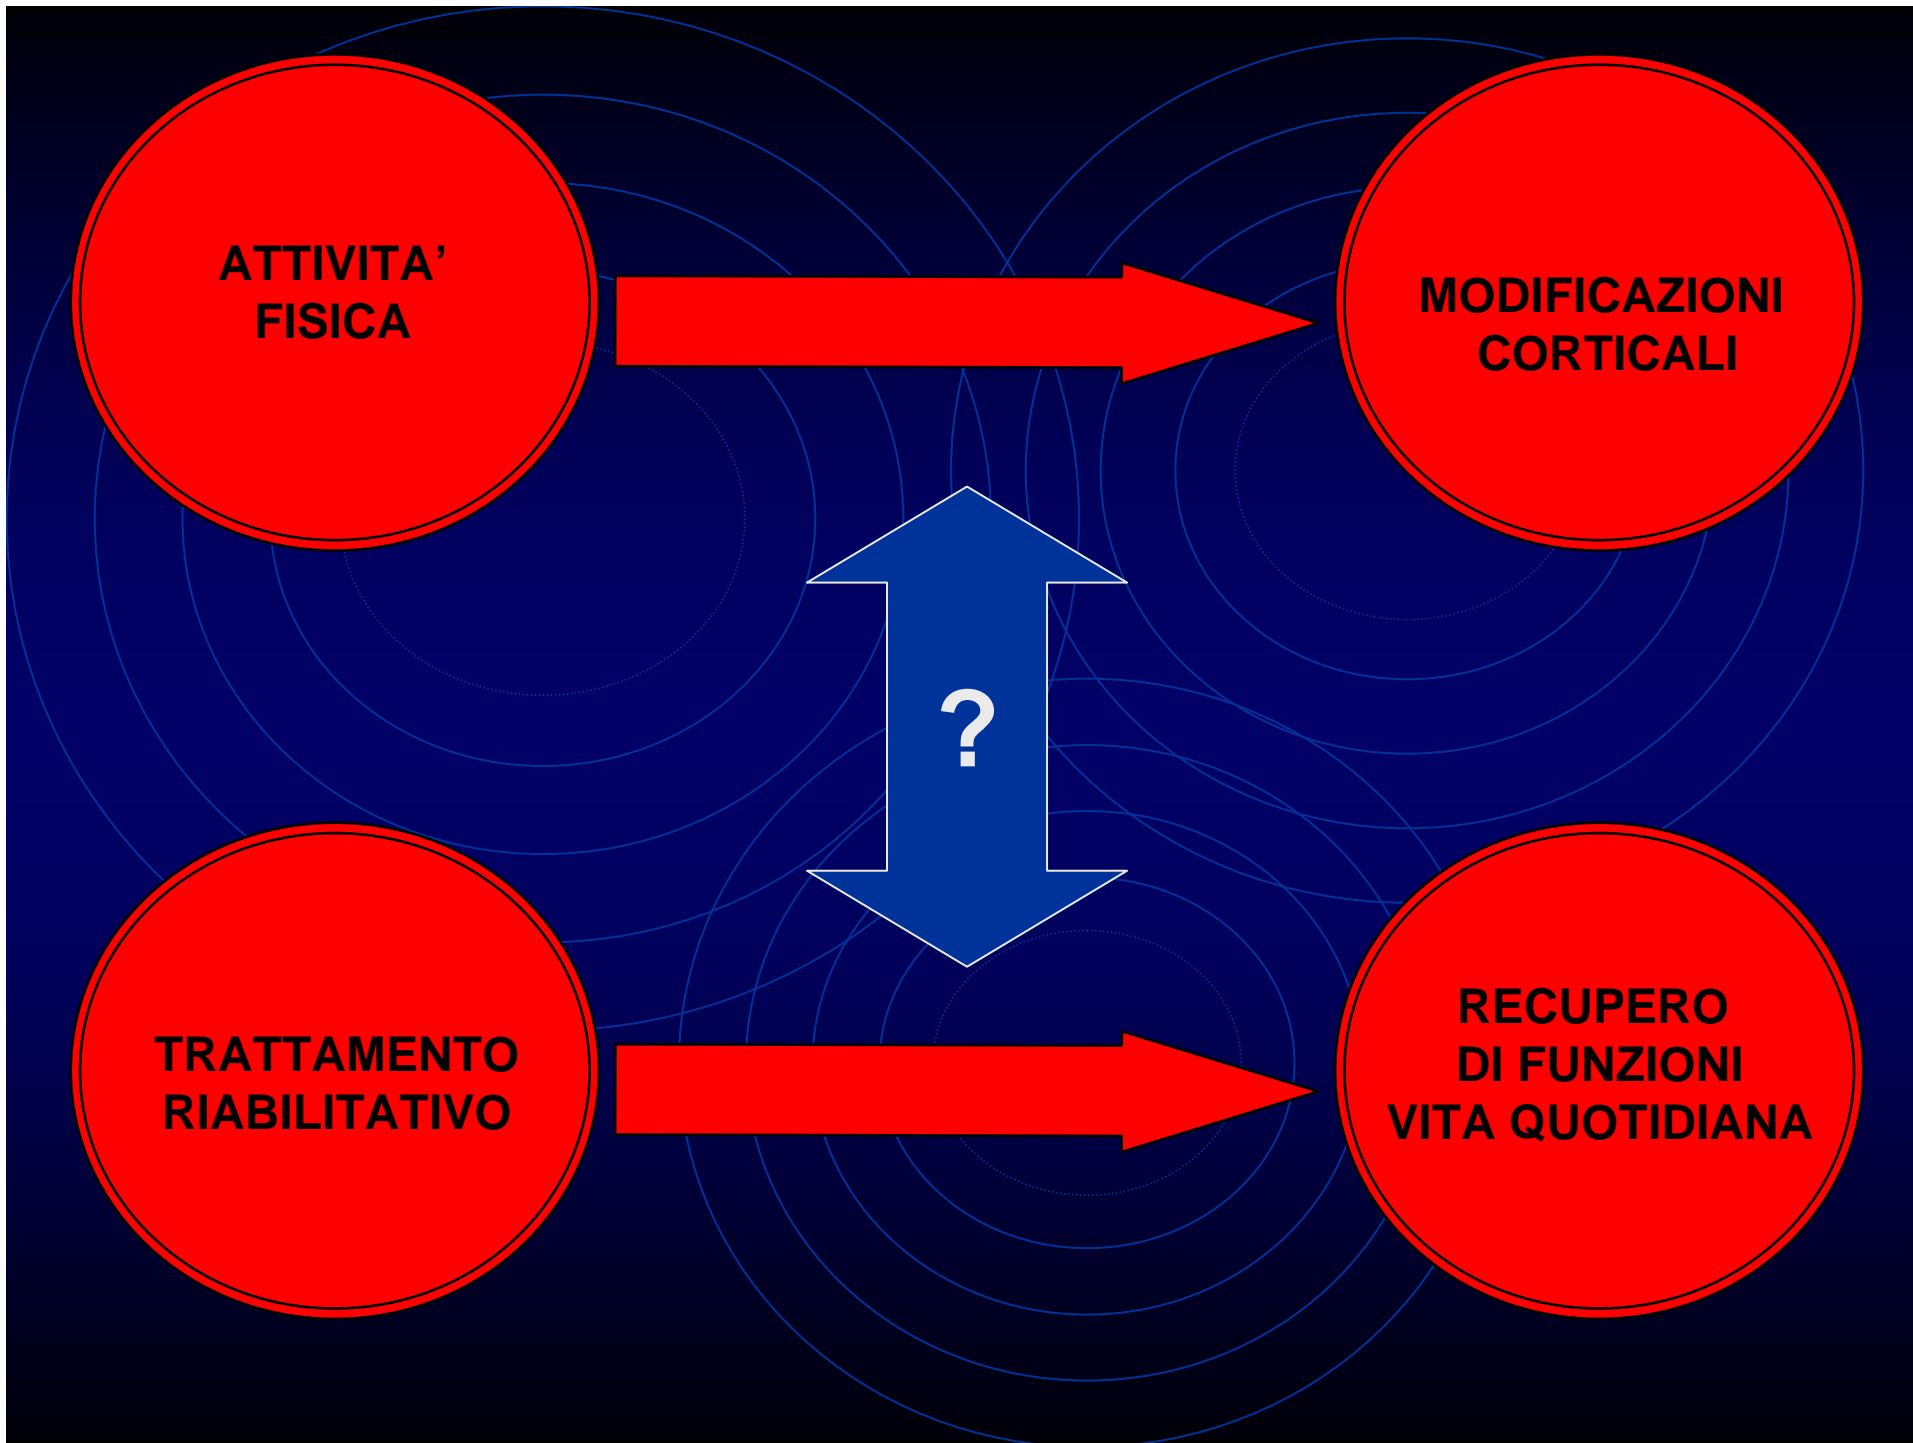 ATTIVITA’
FISICA
MODIFICAZIONI
CORTICALI
?
TRATTAMENTO
RIABILITATIVO
RECUPERO
DI FUNZIONI
VITA QUOTIDIANA